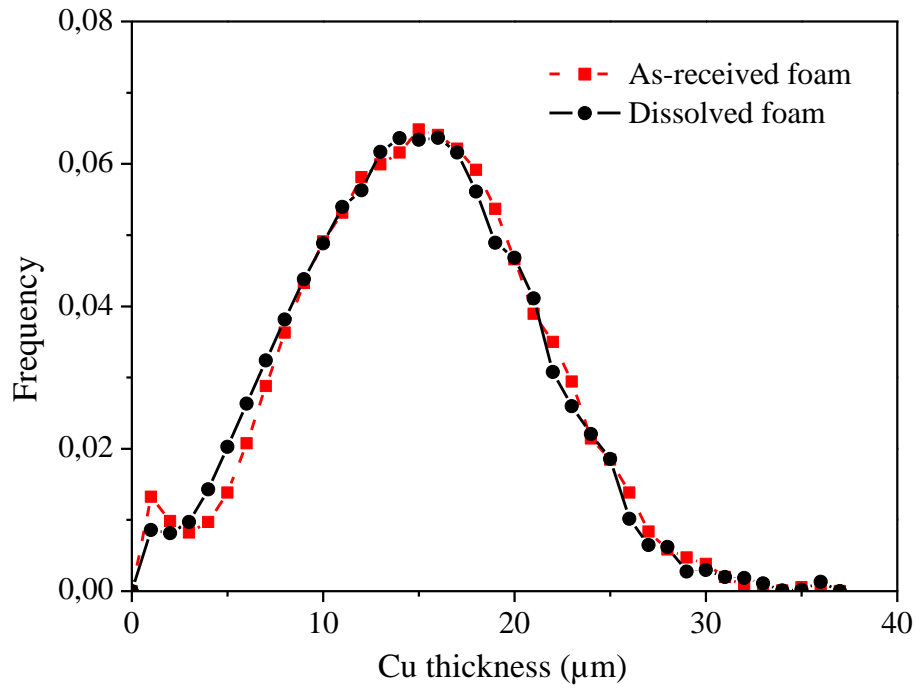 0,08
As-received foam
Dissolved foam
0,06
Frequency
0,04
0,02
0,00
0 10 20 30 40
Cu thickness (µm)